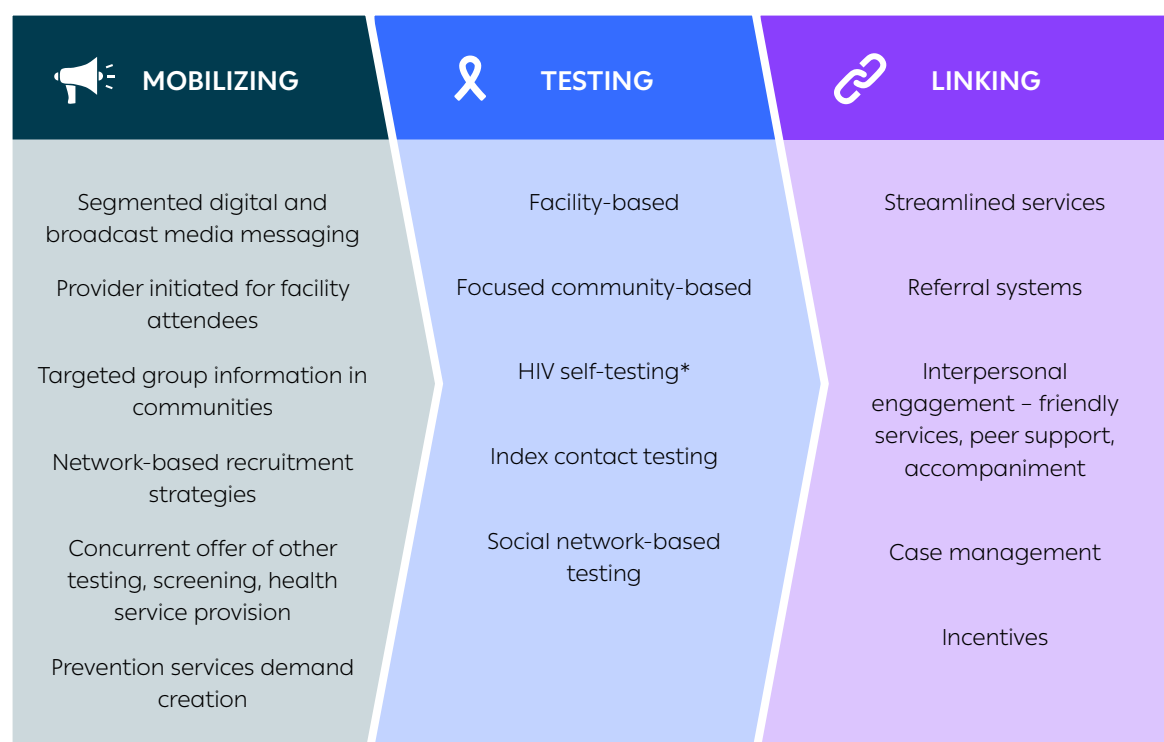 MOBILIZING
Segmented digital and
broadcast media messaging
Provider initiated for facility
attendees
Targeted group information in
communities
Network-based recruitment
strategies
Concurrent offer of other
testing, screening, health
service provision
Prevention services demand
creation
TESTING
Facility-based
Focused community-based
HIV self-testing*
Index contact testing
Social network-based
testing
LINKING
Streamlined services
Referral systems
Interpersonal
engagement – friendly
services, peer support,
accompaniment
Case management
Incentives